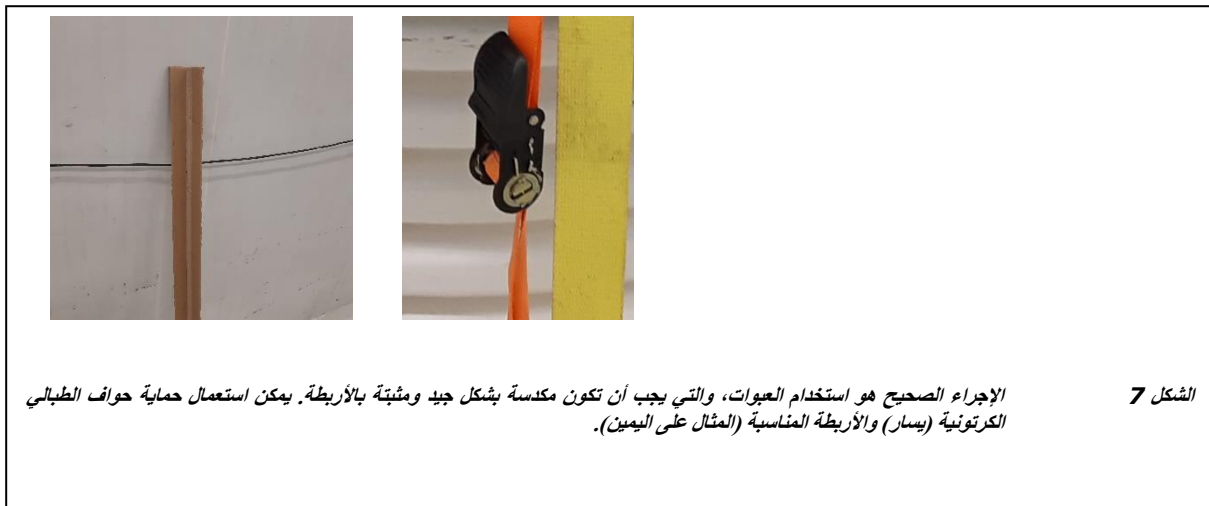 الشكل 7 الإجراء الصحيح هو استخدام العبوات، والتي يجب أن تكون مكدسة بشكل جيد ومثبتة بالأربطة. يمكن استعمال حماية حواف الطبالي
الكرتونية (يسار) والأربطة المناسبة (المثال على اليمين).